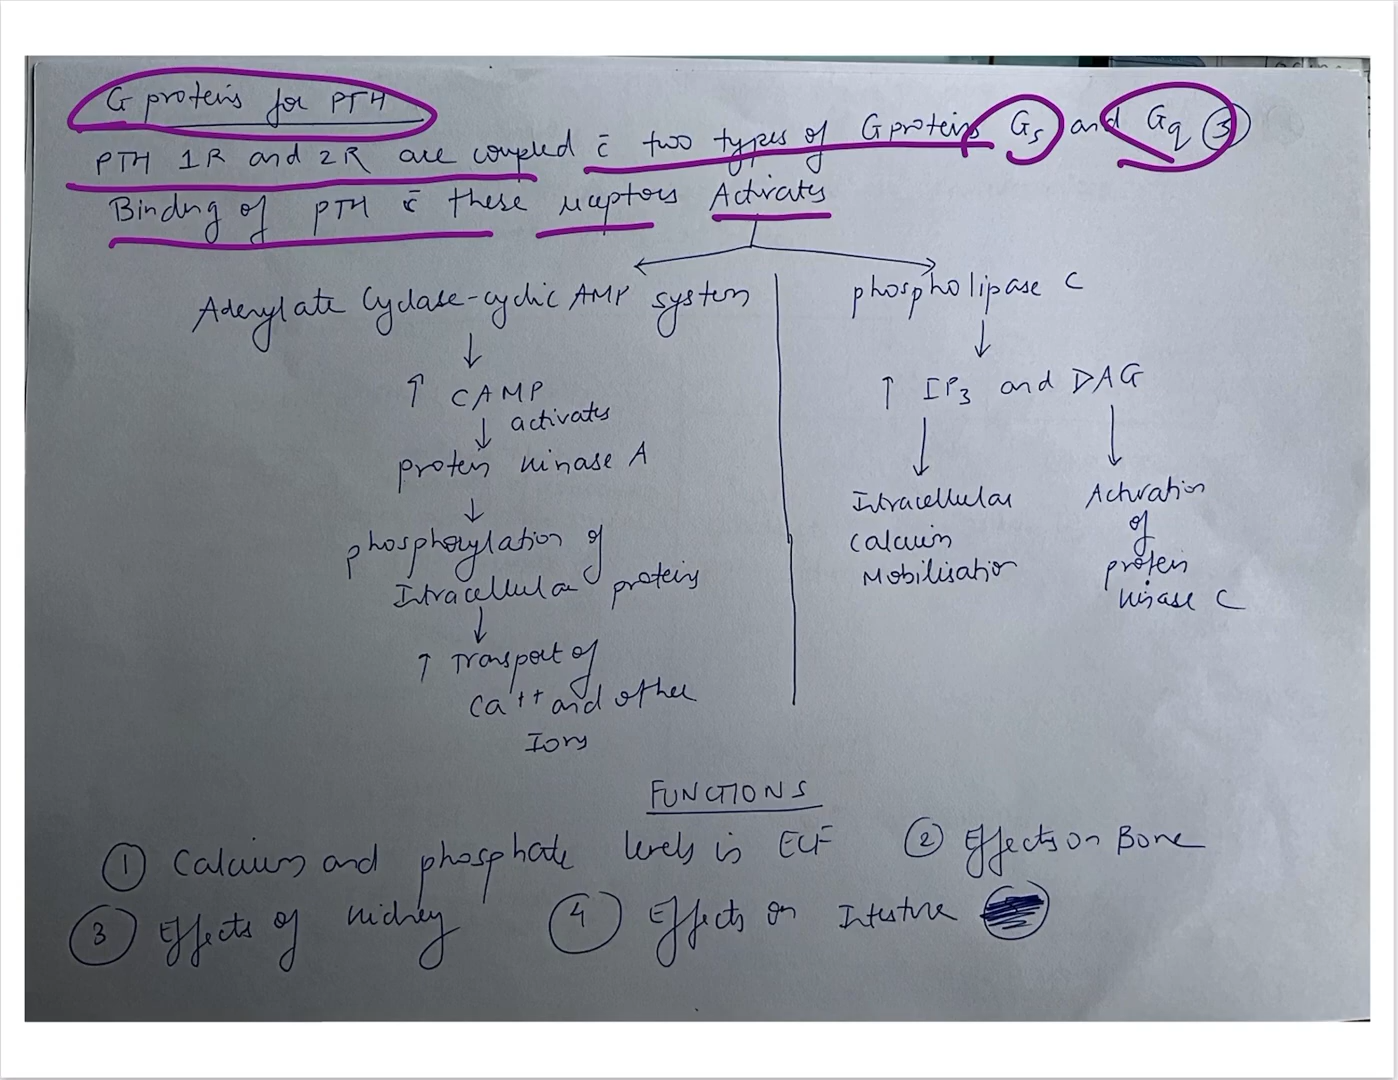 G proteins for PTH
PTH 1R and 2R are coupled c̄ two types of G proteins Gs and Gq ③
Binding of PTH c̄ these receptors Activates
Adenylate Cyclase-cyclic AMP system
phospholipase C
↑ CAMP
activates
protein kinase A
phosphorylation of
Intracellular proteins
↑ Transport of
Ca++ and other
Ions
↑ IP3 and DAG
Intracellular
calcium
Mobilisation
Activation
of
protein
kinase C
FUNCTIONS
① Calcium and phosphate levels in ECF ② Effects on Bone
③ Effects of kidney ④ Effects on Intestine